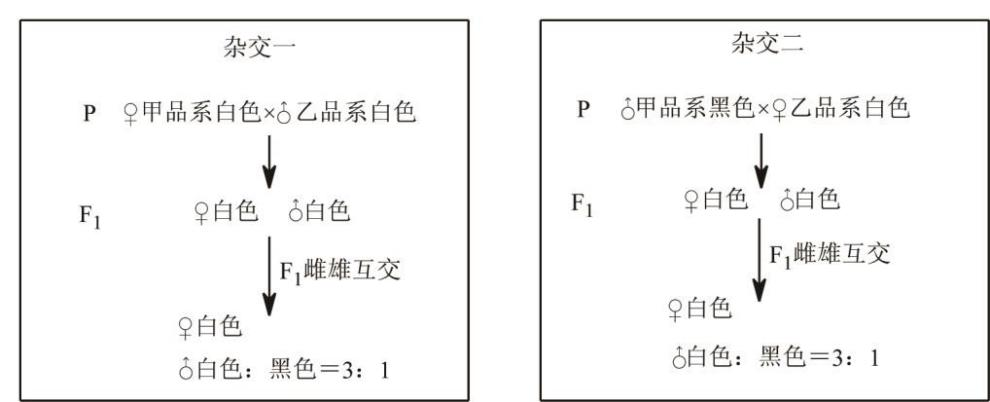 杂交一
P ♀甲品系白色×♂乙品系白色
F₁ ♀白色 ♂白色
F₁雌雄互交
♀白色
♂白色：黑色＝3：1
杂交二
P ♂甲品系黑色×♀乙品系白色
F₁ ♀白色 ♂白色
F₁雌雄互交
♀白色
♂白色：黑色＝3：1